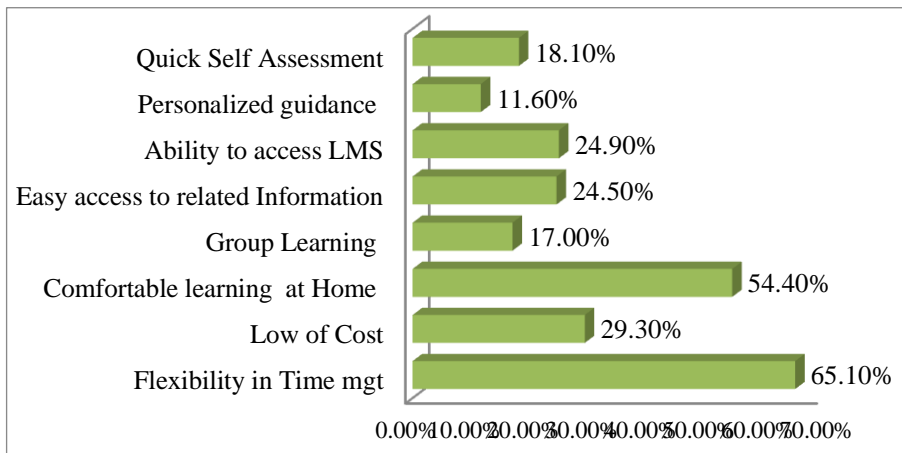 Quick Self Assessment 18.10%
Personalized guidance 11.60%
Ability to access LMS 24.90%
Easy access to related Information 24.50%
Group Learning 17.00%
Comfortable learning at Home 54.40%
Low of Cost 29.30%
Flexibility in Time mgt 65.10%
0.00% 10.00% 20.00% 30.00% 40.00% 50.00% 60.00% 70.00%